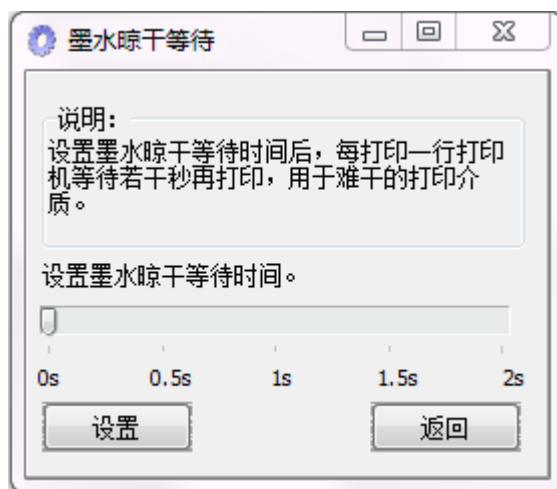 墨水晾干等待
说明:
设置墨水晾干等待时间后，每打印一行打印
机等待若干秒再打印，用于难干的打印介
质。
设置墨水晾干等待时间。
0s 0.5s 1s 1.5s 2s
设置 返回